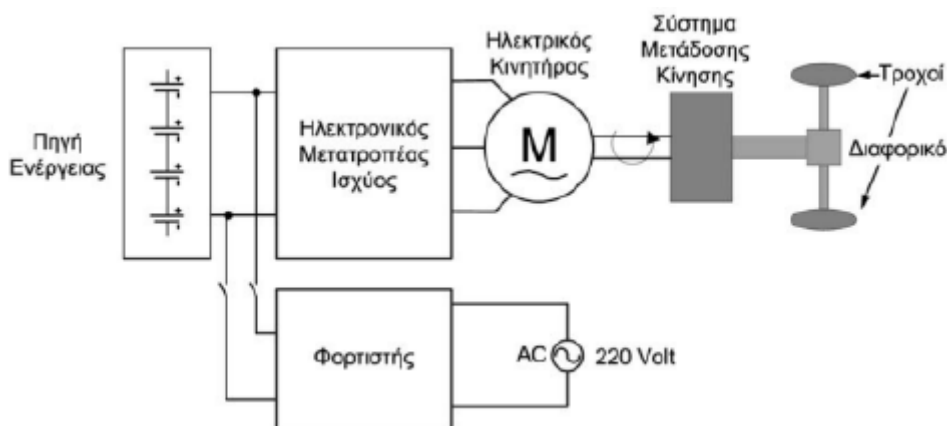 Πηγή
Ενέργειας
Ηλεκτρονικός
Μετατροπέας
Ισχύος
Ηλεκτρικός
Κινητήρας
M
Σύστημα
Μετάδοσης
Κίνησης
Τροχοί
Διαφορικό
Φορτιστής
AC
220 Volt